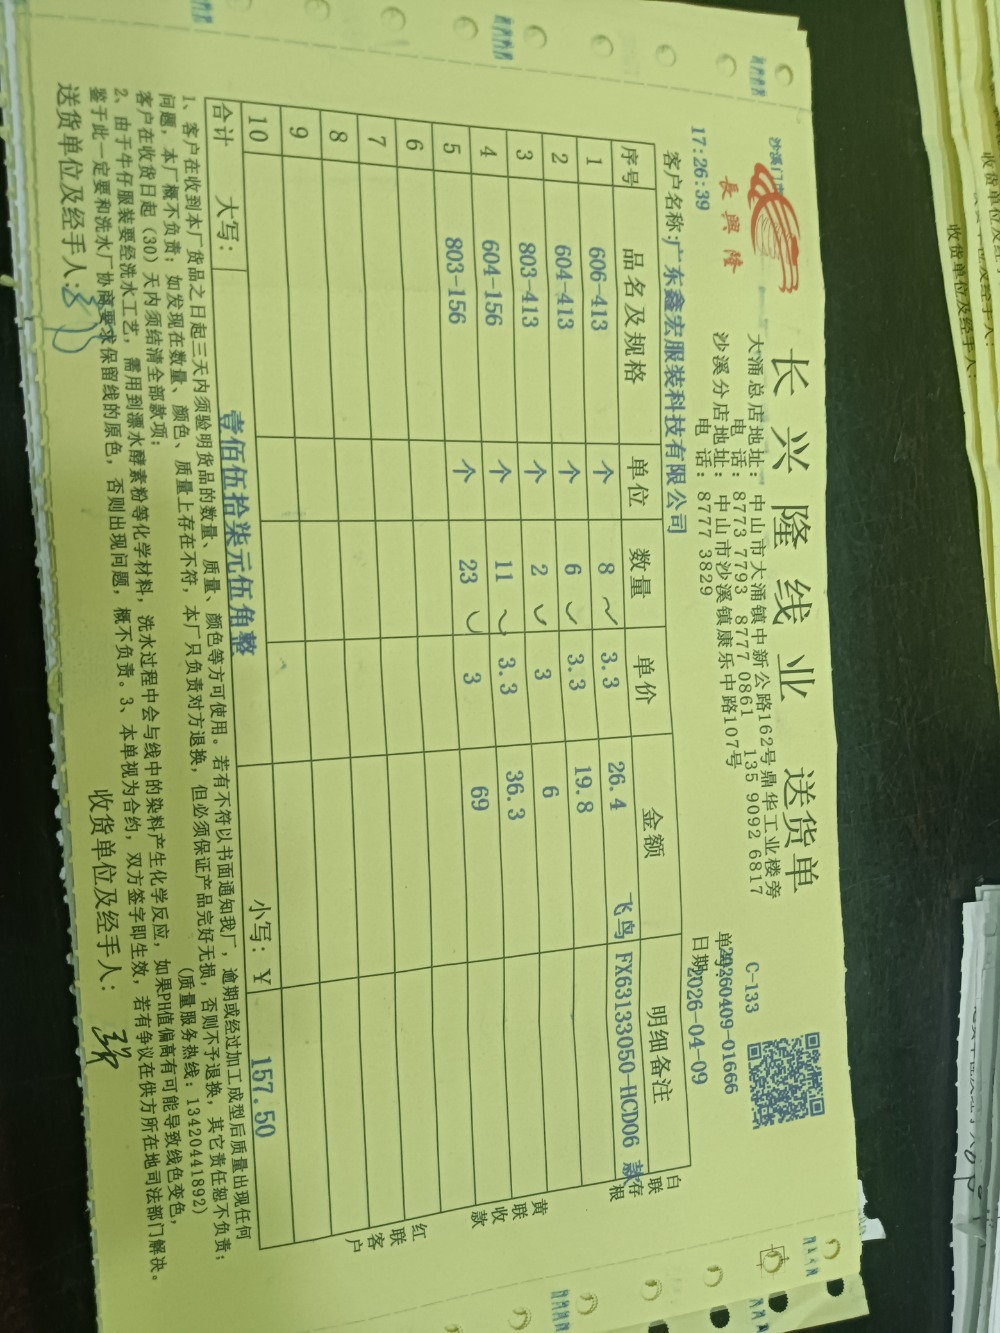 沙溪门市
長興隆
17:26:39
长兴隆线业 送货单
大涌总店地址: 中山市大涌镇中新公路162号鼎华工业楼旁
电 话: 8773 7793 8777 0861 135 9092 6817
沙溪分店地址: 中山市沙溪镇康乐中路107号
电 话: 8777 3829
C-133
单号:20260409-01666
日期:2026-04-09
客户名称:广东鑫宏服装科技有限公司
序号 品名及规格 单位 数量 单价 金额 明细备注
1 606-413 个 8 3.3 26.4 飞鸟 FX63133050-HCD06 款
2 604-413 个 6 3.3 19.8
3 803-413 个 2 3 6
4 604-156 个 11 3.3 36.3
5 803-156 个 23 3 69
6
7
8
9
10
合计 大写: 壹佰伍拾柒元伍角整 小写: ¥ 157.50
白联存根
黄联收款
红联客户
1、客户在收到本厂货品之日起三天内须验明货品的数量、质量、颜色等方可使用。若有不符以书面通知我厂，逾期或经过加工成型后质量出现任何
问题，本厂概不负责；如发现在数量、颜色、质量上存在不符，本厂只负责对方退换，但必须保证产品完好无损，否则不予退换，其它责任恕不负责；
客户在收货日起（30）天内须结清全部款项； (质量服务热线: 13420441892)
2、由于牛仔服装要经洗水工艺，需用到漂水酵素粉等化学材料，洗水过程中会与线中的染料产生化学反应，如果PH值偏高有可能导致线色变色，
鉴于此一定要和洗水厂协商要求保留线的原色，否则出现问题，概不负责。3、本单视为合约，双方签字即生效，若有争议在供方所在地司法部门解决。
送货单位及经手人:
收货单位及经手人:
收货单位及经手人: